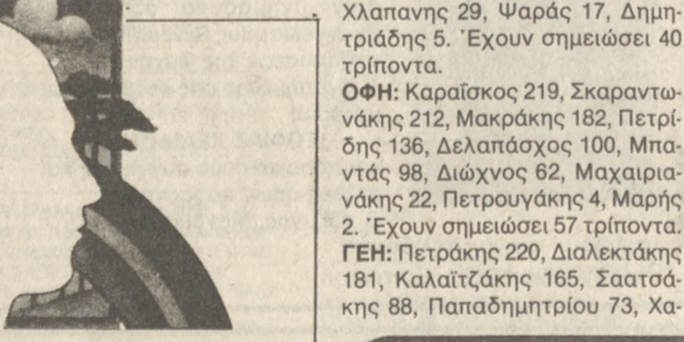 Χλαπανης 29, Ψαράς 17, Δημη-
τριάδης 5. Έχουν σημειώσει 40
τρίποντα.
ΟΦΗ: Καραΐσκος 219, Σκαραντω-
νάκης 212, Μακράκης 182, Πετρί-
δης 136, Δελαπάσχος 100, Μπα-
ντάς 98, Διώχνος 62, Μαχαιρια-
νάκης 22, Πετρουγάκης 4, Μαρής
2. Έχουν σημειώσει 57 τρίποντα.
ΓΕΗ: Πετράκης 220, Διαλεκτάκης
181, Καλαϊτζάκης 165, Σαατσά-
κης 88, Παπαδημητρίου 73, Χα-